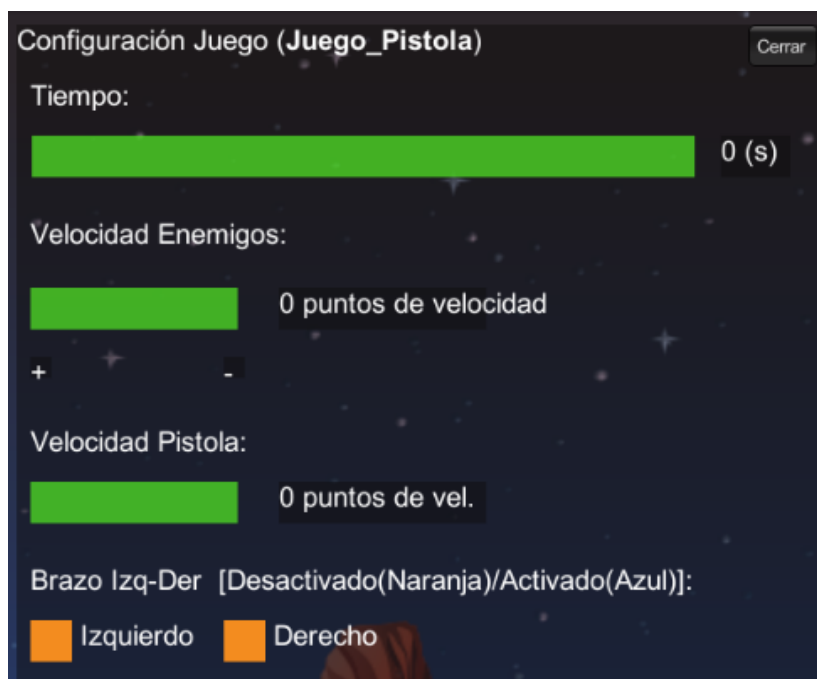 Configuración Juego (Juego_Pistola)
Cerrar
Tiempo:
0 (s)
Velocidad Enemigos:
0 puntos de velocidad
+ -
Velocidad Pistola:
0 puntos de vel.
Brazo Izq-Der [Desactivado(Naranja)/Activado(Azul)]:
Izquierdo Derecho